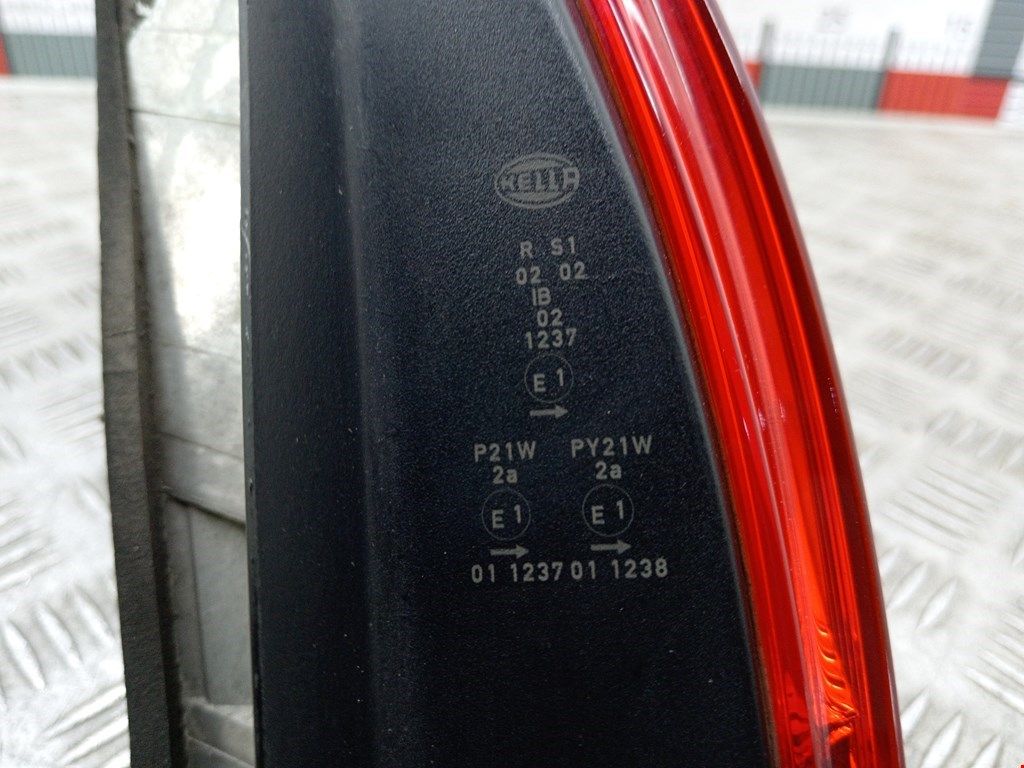 HELLA
R S1
02 02
IB
02
1237
E 1
P21W PY21W
2a 2a
E 1 E 1
01 1237 01 1238